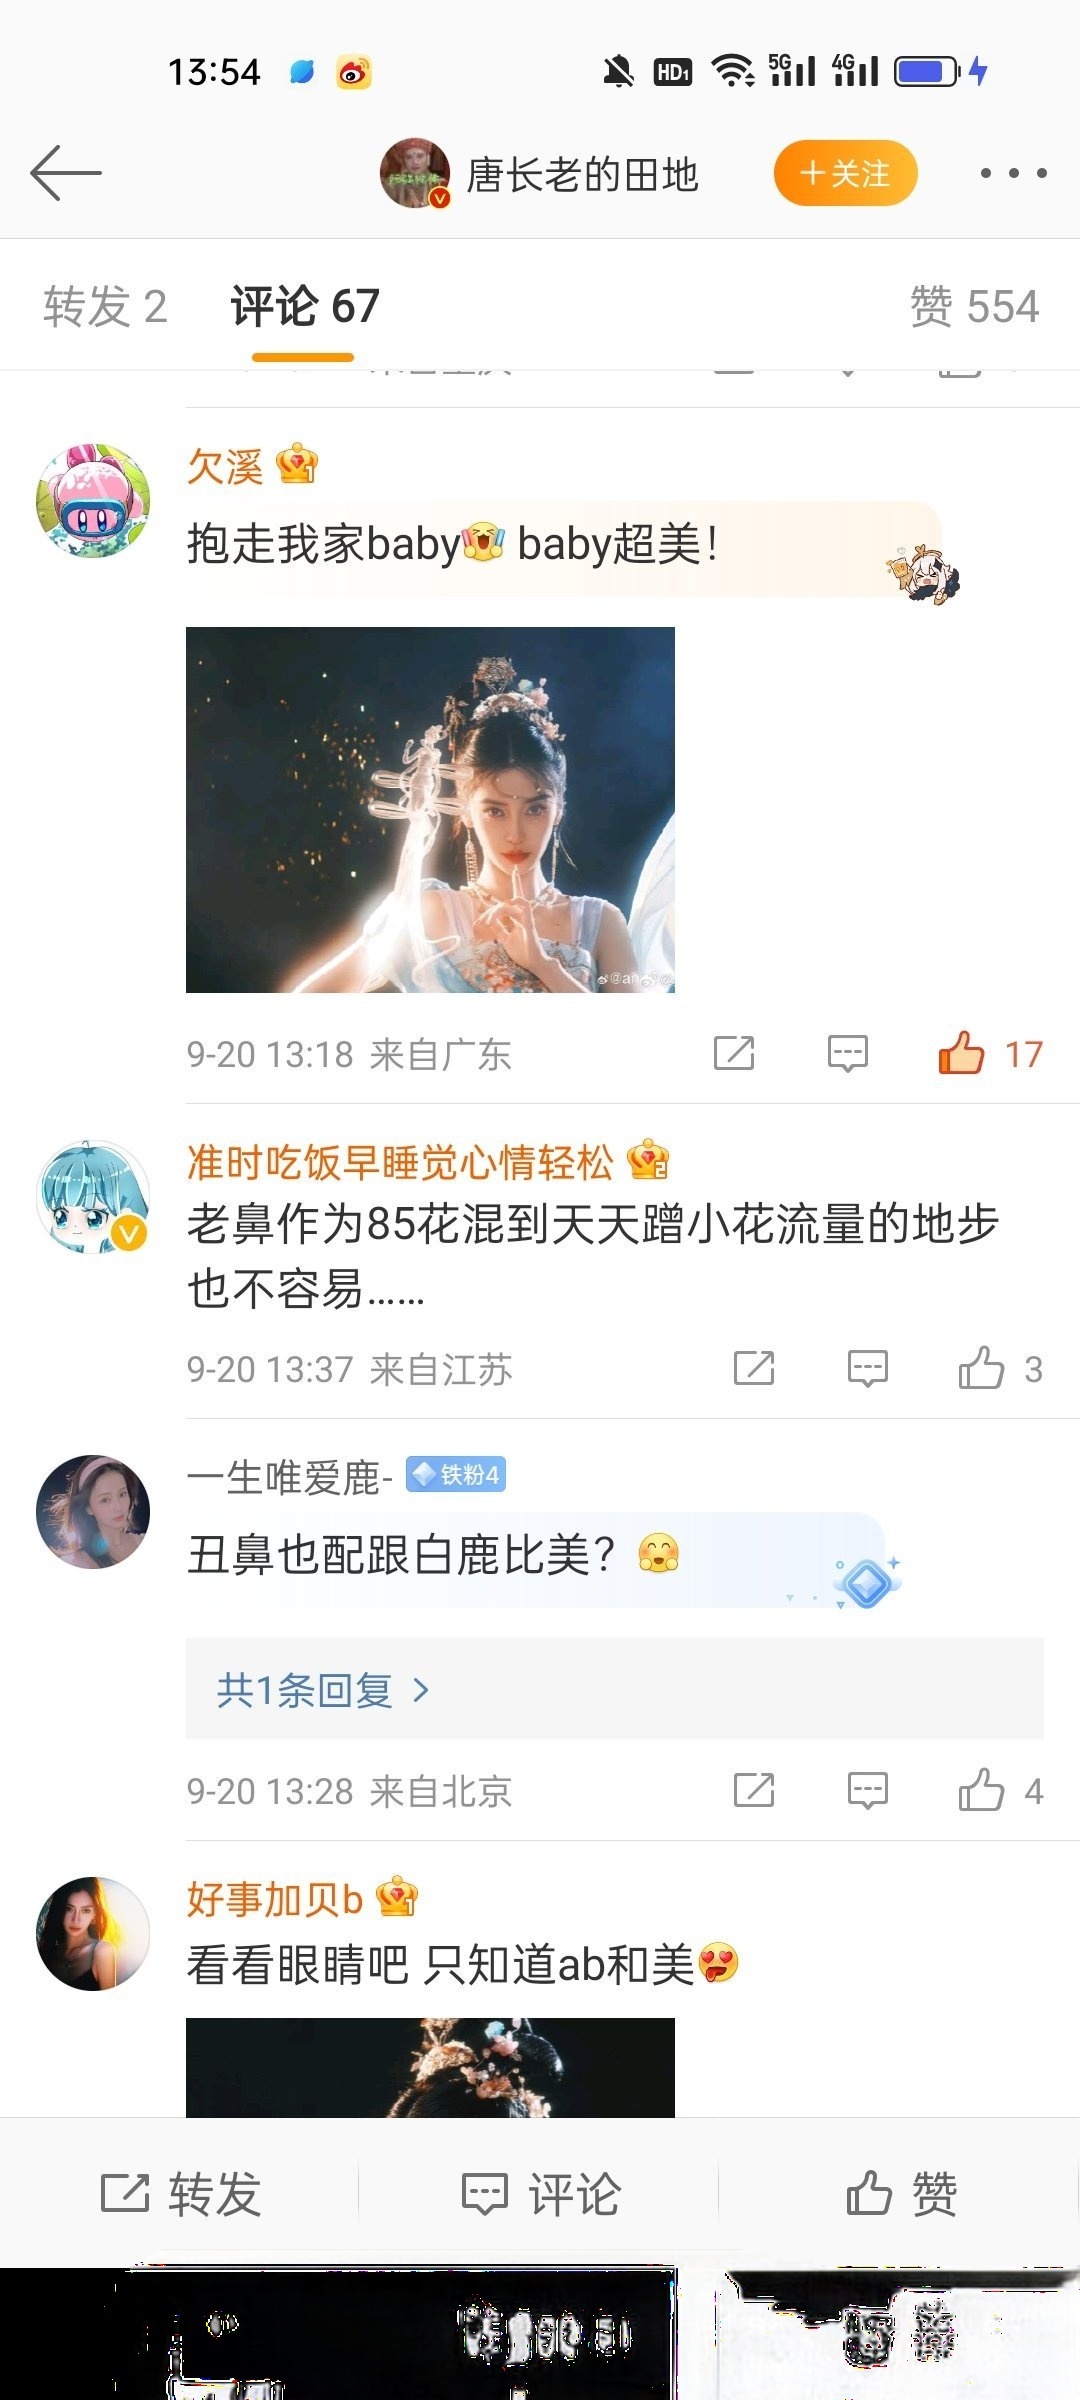 13:54
HD1 5G 4G
唐长老的田地
+关注
转发 2
评论 67
赞 554
欠溪
抱走我家baby baby超美！
9-20 13:18 来自广东
17
准时吃饭早睡觉心情轻松
老鼻作为85花混到天天蹭小花流量的地步
也不容易……
9-20 13:37 来自江苏
3
一生唯爱鹿-
铁粉4
丑鼻也配跟白鹿比美？
共1条回复
9-20 13:28 来自北京
4
好事加贝b
看看眼睛吧 只知道ab和美
转发
评论
赞